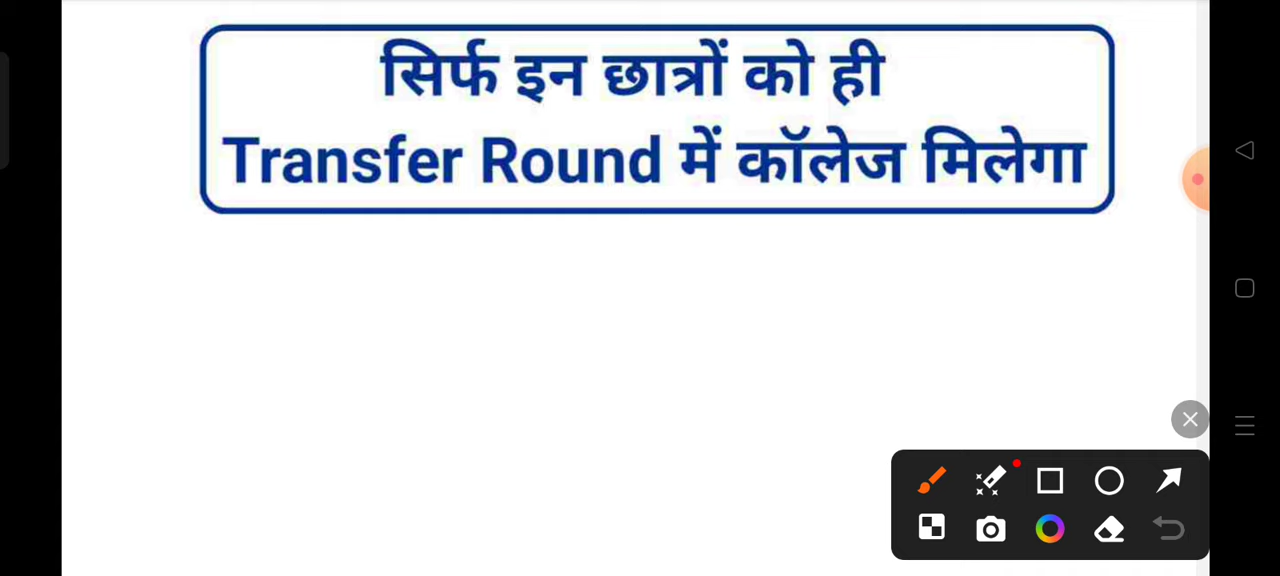 सिर्फ इन छात्रों को ही
Transfer Round में कॉलेज मिलेगा